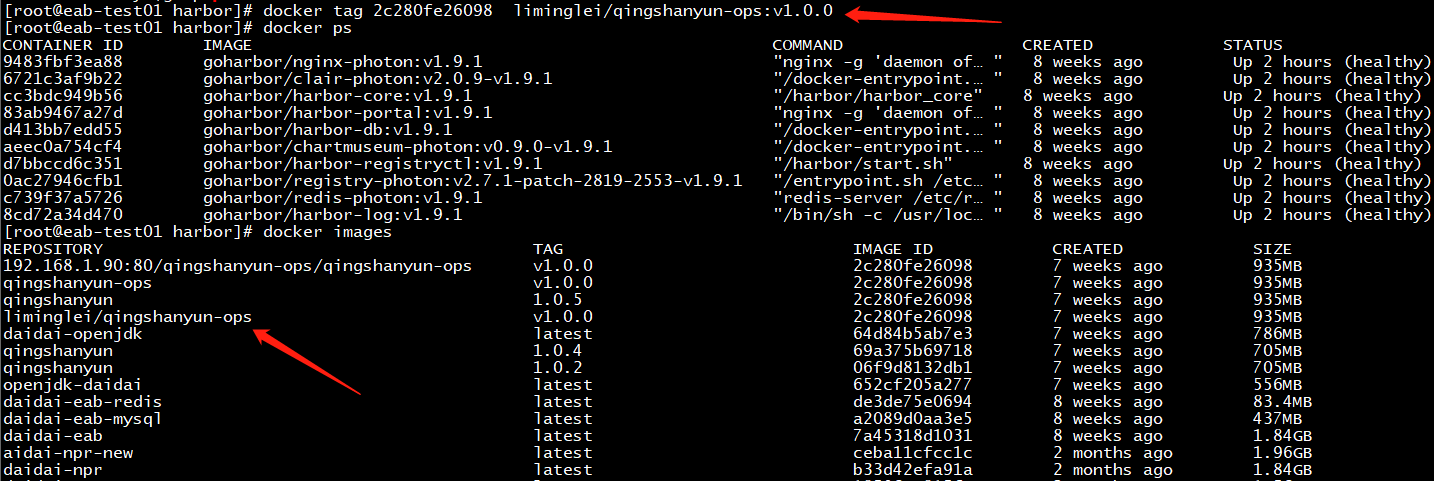 [root@eab-test01 harbor]# docker tag 2c280fe26098  liminglei/qingshanyun-ops:v1.0.0
[root@eab-test01 harbor]# docker ps
CONTAINER ID IMAGE COMMAND CREATED STATUS
9483fbf3ea88 goharbor/nginx-photon:v1.9.1 "nginx -g 'daemon of… " 8 weeks ago Up 2 hours (healthy)
6721c3af9b22 goharbor/clair-photon:v2.0.9-v1.9.1 "/docker-entrypoint.… " 8 weeks ago Up 2 hours (healthy)
cc3bdc949b56 goharbor/harbor-core:v1.9.1 "/harbor/harbor_core" 8 weeks ago Up 2 hours (healthy)
83ab9467a27d goharbor/harbor-portal:v1.9.1 "nginx -g 'daemon of… " 8 weeks ago Up 2 hours (healthy)
d413bb7edd55 goharbor/harbor-db:v1.9.1 "/docker-entrypoint.… " 8 weeks ago Up 2 hours (healthy)
aeec0a754cf4 goharbor/chartmuseum-photon:v0.9.0-v1.9.1 "/docker-entrypoint.… " 8 weeks ago Up 2 hours (healthy)
d7bbccd6c351 goharbor/harbor-registryctl:v1.9.1 "/harbor/start.sh" 8 weeks ago Up 2 hours (healthy)
0ac27946cfb1 goharbor/registry-photon:v2.7.1-patch-2819-2553-v1.9.1 "/entrypoint.sh /etc… " 8 weeks ago Up 2 hours (healthy)
c739f37a5726 goharbor/redis-photon:v1.9.1 "redis-server /etc/r… " 8 weeks ago Up 2 hours (healthy)
8cd72a34d470 goharbor/harbor-log:v1.9.1 "/bin/sh -c /usr/loc… " 8 weeks ago Up 2 hours (healthy)
[root@eab-test01 harbor]# docker images
REPOSITORY TAG IMAGE ID CREATED SIZE
192.168.1.90:80/qingshanyun-ops/qingshanyun-ops v1.0.0 2c280fe26098 7 weeks ago 935MB
qingshanyun-ops v1.0.0 2c280fe26098 7 weeks ago 935MB
qingshanyun 1.0.5 2c280fe26098 7 weeks ago 935MB
liminglei/qingshanyun-ops v1.0.0 2c280fe26098 7 weeks ago 935MB
daidai-openjdk latest 64d84b5ab7e3 7 weeks ago 786MB
qingshanyun 1.0.4 69a375b69718 7 weeks ago 705MB
qingshanyun 1.0.2 06f9d8132db1 7 weeks ago 705MB
openjdk-daidai latest 652cf205a277 7 weeks ago 556MB
daidai-eab-redis latest de3de75e0694 8 weeks ago 83.4MB
daidai-eab-mysql latest a2089d0aa3e5 8 weeks ago 437MB
daidai-eab latest 7a45318d1031 8 weeks ago 1.84GB
aidai-npr-new latest ceba11cfcc1c 2 months ago 1.96GB
daidai-npr latest b33d42efa91a 2 months ago 1.84GB